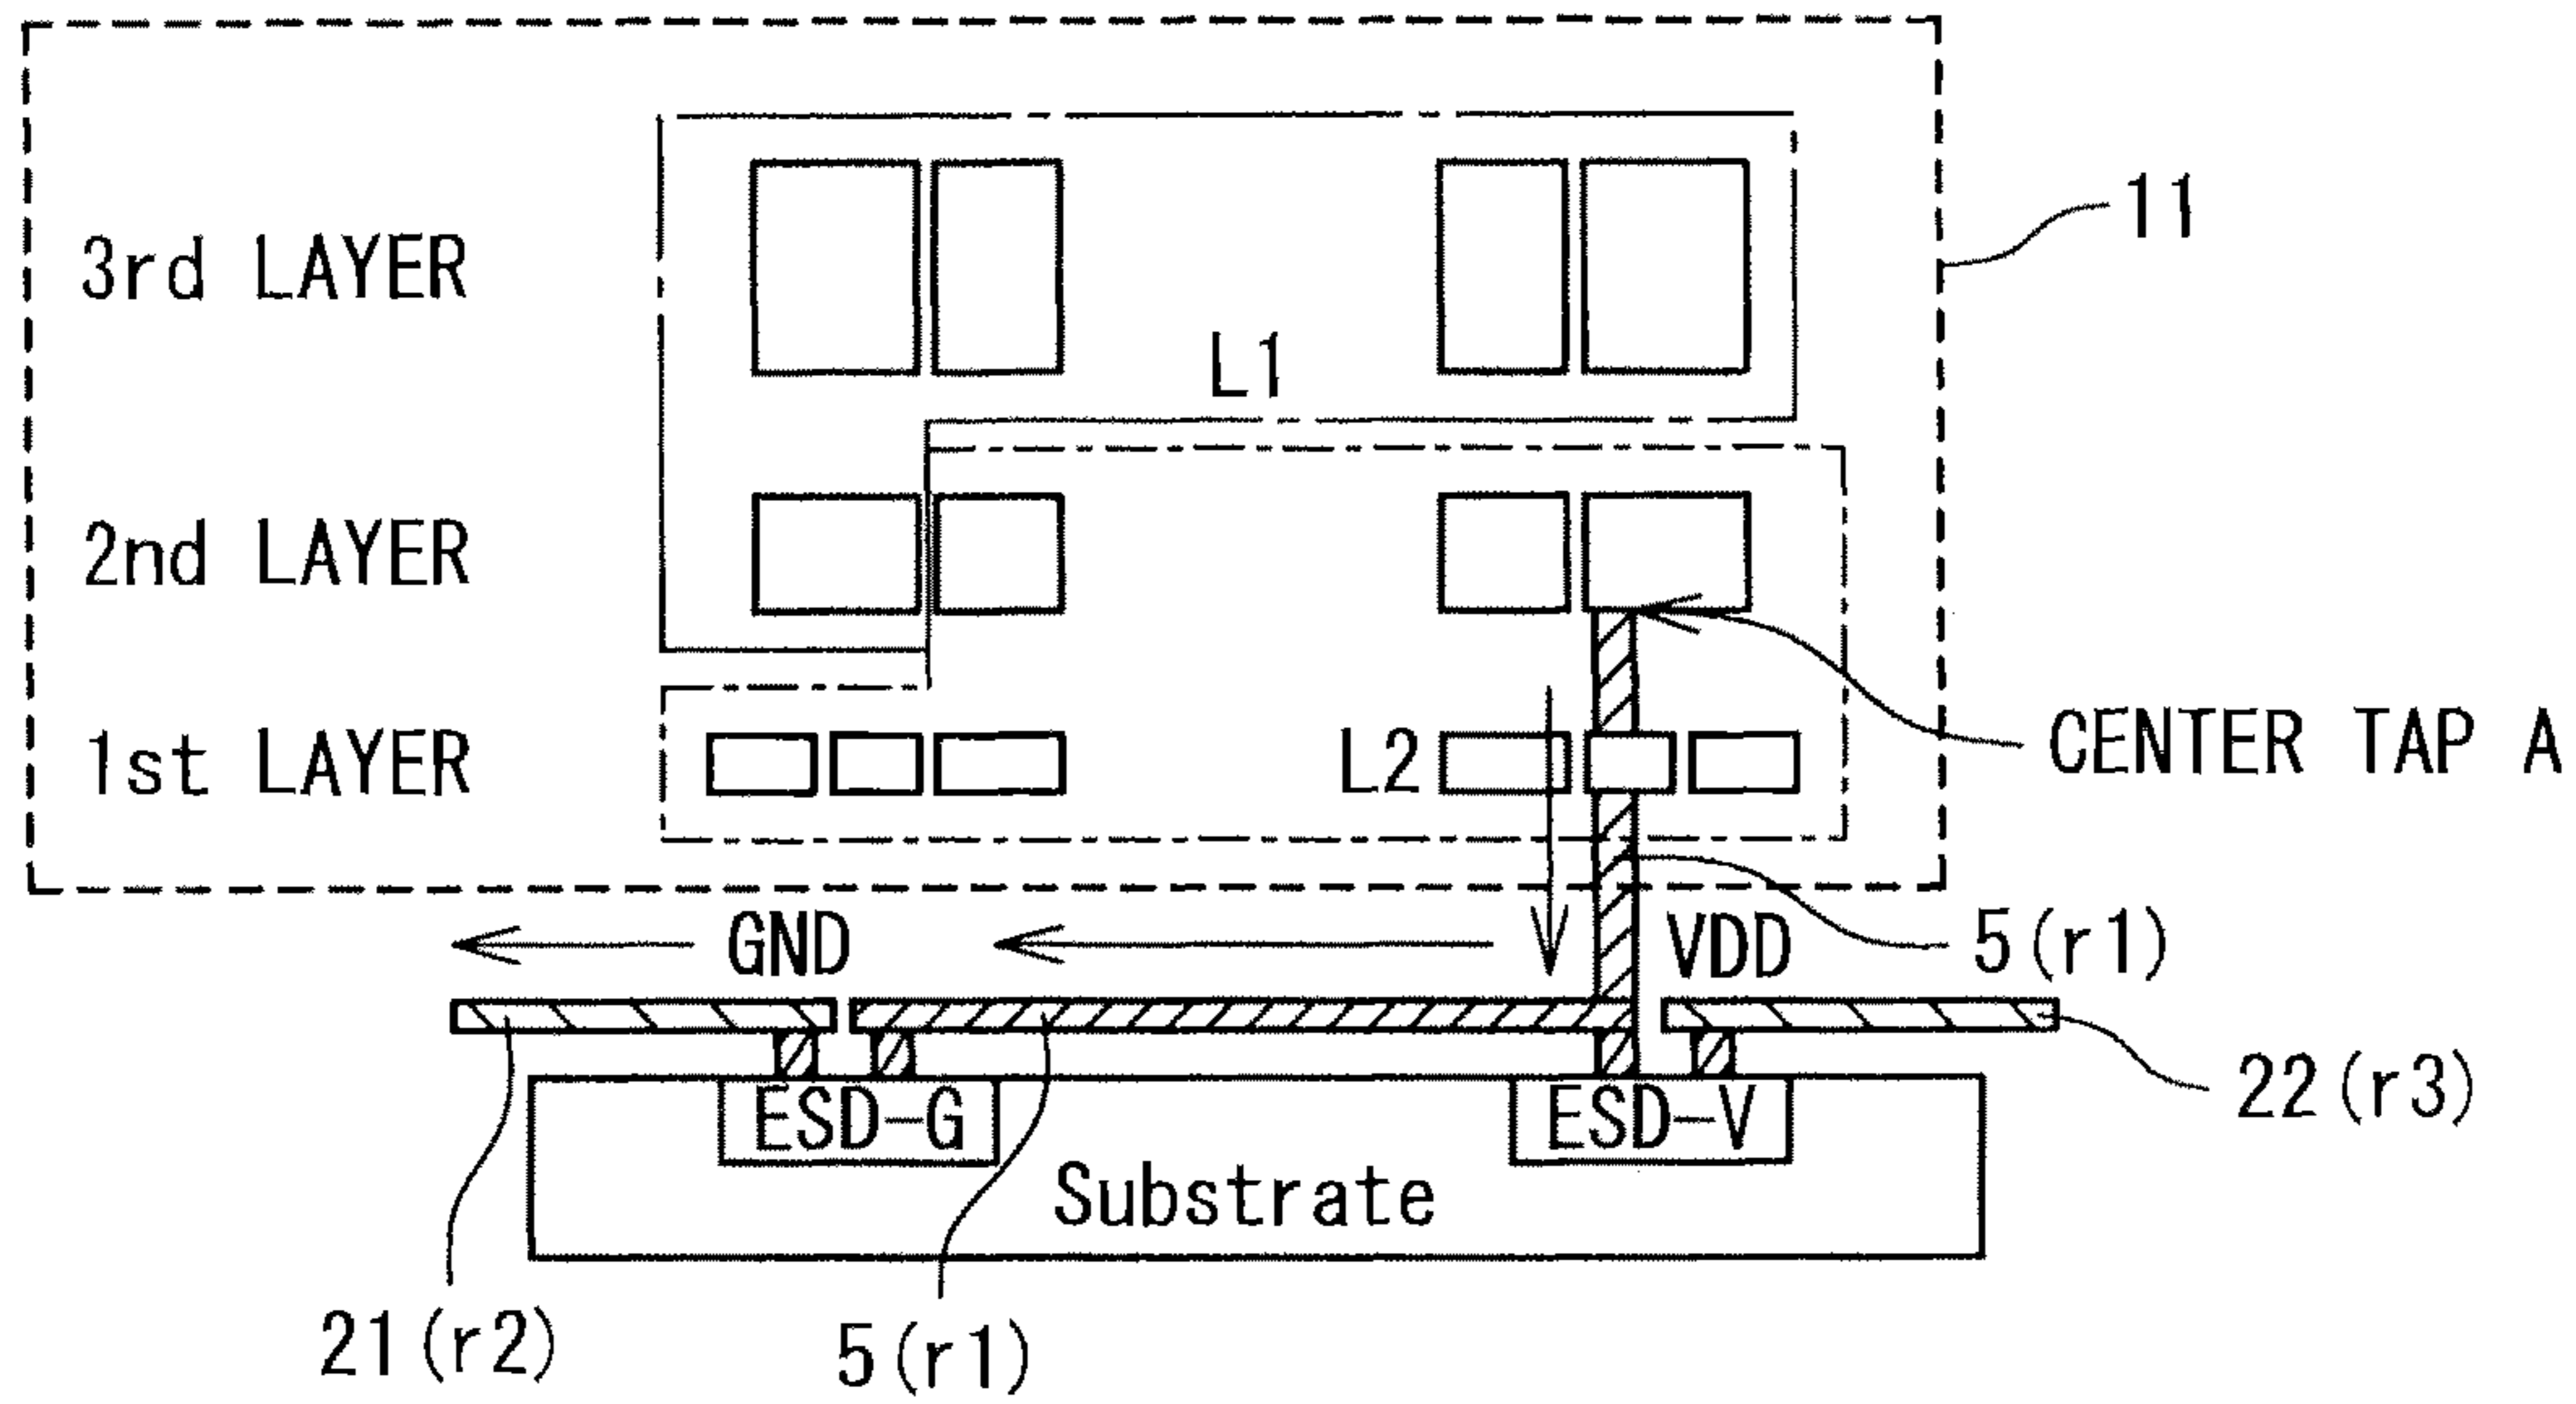 11
3rd LAYER
L1
2nd LAYER
1st LAYER
L2
CENTER TAP A
GND
VDD
5(r1)
22(r3)
ESD-G
ESD-V
Substrate
21(r2)
5(r1)